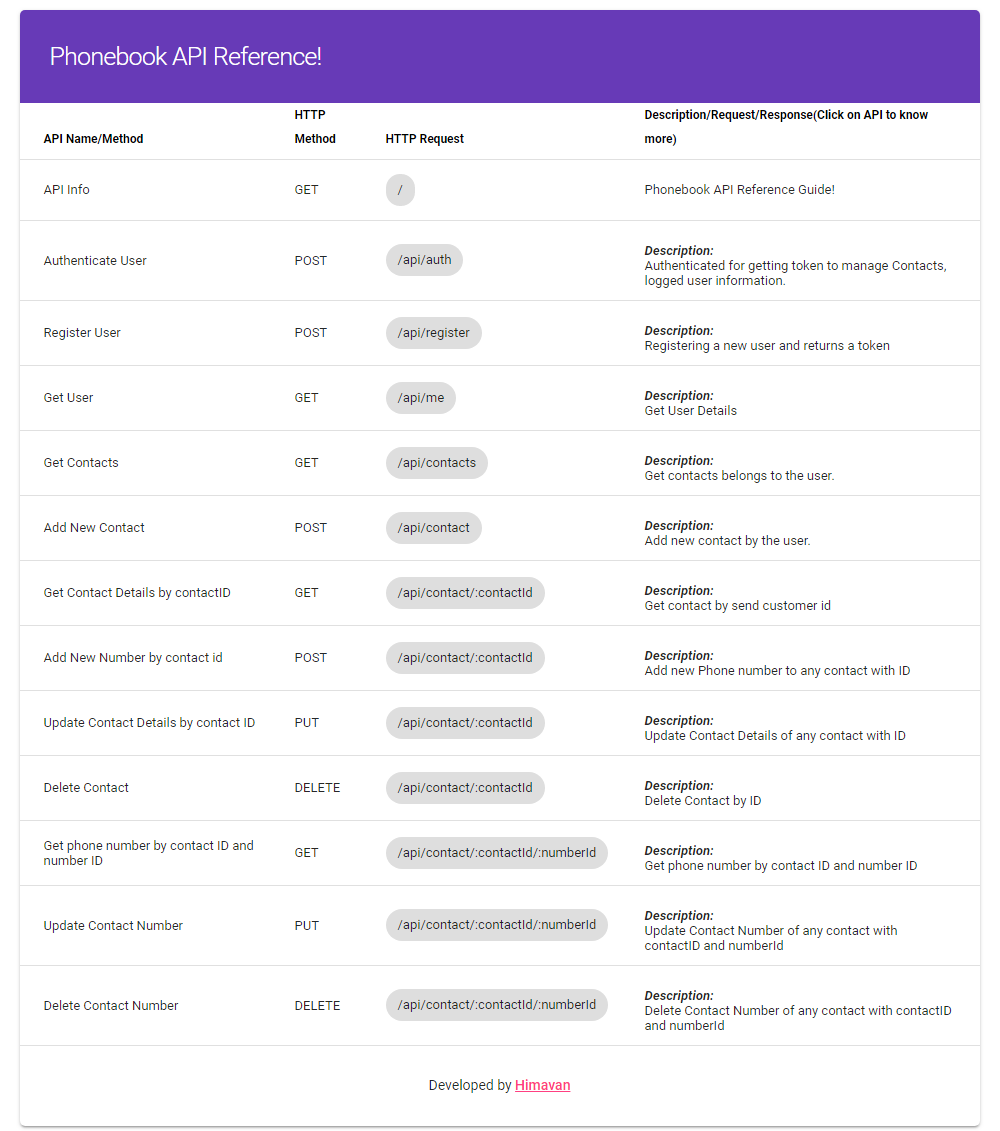 Phonebook API Reference!
API Name/Method
HTTP
Method
HTTP Request
Description/Request/Response(Click on API to know
more)
API Info
GET
/
Phonebook API Reference Guide!
Authenticate User
POST
/api/auth
Description:
Authenticated for getting token to manage Contacts,
logged user information.
Register User
POST
/api/register
Description:
Registering a new user and returns a token
Get User
GET
/api/me
Description:
Get User Details
Get Contacts
GET
/api/contacts
Description:
Get contacts belongs to the user.
Add New Contact
POST
/api/contact
Description:
Add new contact by the user.
Get Contact Details by contactID
GET
/api/contact/:contactId
Description:
Get contact by send customer id
Add New Number by contact id
POST
/api/contact/:contactId
Description:
Add new Phone number to any contact with ID
Update Contact Details by contact ID
PUT
/api/contact/:contactId
Description:
Update Contact Details of any contact with ID
Delete Contact
DELETE
/api/contact/:contactId
Description:
Delete Contact by ID
Get phone number by contact ID and
number ID
GET
/api/contact/:contactId/:numberId
Description:
Get phone number by contact ID and number ID
Update Contact Number
PUT
/api/contact/:contactId/:numberId
Description:
Update Contact Number of any contact with
contactID and numberId
Delete Contact Number
DELETE
/api/contact/:contactId/:numberId
Description:
Delete Contact Number of any contact with contactID
and numberId
Developed by Himavan